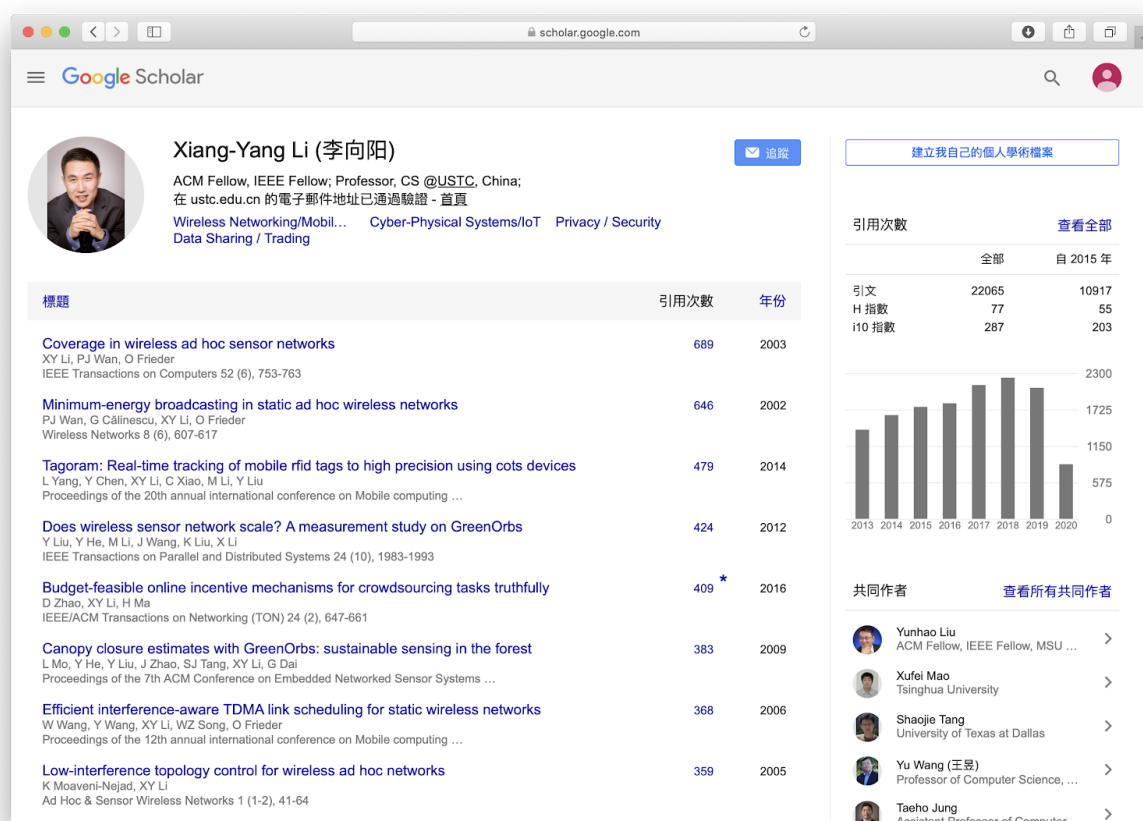 scholar.google.com
Google Scholar
Xiang-Yang Li (李向阳)
追蹤
ACM Fellow, IEEE Fellow; Professor, CS @USTC, China;
在 ustc.edu.cn 的電子郵件地址已通過驗證 - 首頁
Wireless Networking/Mobil… Cyber-Physical Systems/IoT Privacy / Security
Data Sharing / Trading
標題 引用次數 年份
Coverage in wireless ad hoc sensor networks 689 2003
XY Li, PJ Wan, O Frieder
IEEE Transactions on Computers 52 (6), 753-763
Minimum-energy broadcasting in static ad hoc wireless networks 646 2002
PJ Wan, G Călinescu, XY Li, O Frieder
Wireless Networks 8 (6), 607-617
Tagoram: Real-time tracking of mobile rfid tags to high precision using cots devices 479 2014
L Yang, Y Chen, XY Li, C Xiao, M Li, Y Liu
Proceedings of the 20th annual international conference on Mobile computing …
Does wireless sensor network scale? A measurement study on GreenOrbs 424 2012
Y Liu, Y He, M Li, J Wang, K Liu, X Li
IEEE Transactions on Parallel and Distributed Systems 24 (10), 1983-1993
Budget-feasible online incentive mechanisms for crowdsourcing tasks truthfully 409 * 2016
D Zhao, XY Li, H Ma
IEEE/ACM Transactions on Networking (TON) 24 (2), 647-661
Canopy closure estimates with GreenOrbs: sustainable sensing in the forest 383 2009
L Mo, Y He, Y Liu, J Zhao, SJ Tang, XY Li, G Dai
Proceedings of the 7th ACM Conference on Embedded Networked Sensor Systems …
Efficient interference-aware TDMA link scheduling for static wireless networks 368 2006
W Wang, Y Wang, XY Li, WZ Song, O Frieder
Proceedings of the 12th annual international conference on Mobile computing …
Low-interference topology control for wireless ad hoc networks 359 2005
K Moaveni-Nejad, XY Li
Ad Hoc & Sensor Wireless Networks 1 (1-2), 41-64
建立我自己的個人學術檔案
引用次數 查看全部
全部 自 2015 年
引文 22065 10917
H 指數 77 55
i10 指數 287 203
2300
1725
1150
575
0
2013 2014 2015 2016 2017 2018 2019 2020
共同作者 查看所有共同作者
Yunhao Liu
ACM Fellow, IEEE Fellow, MSU …
Xufei Mao
Tsinghua University
Shaojie Tang
University of Texas at Dallas
Yu Wang (王昱)
Professor of Computer Science, …
Taeho Jung
Assistant Professor of Computer